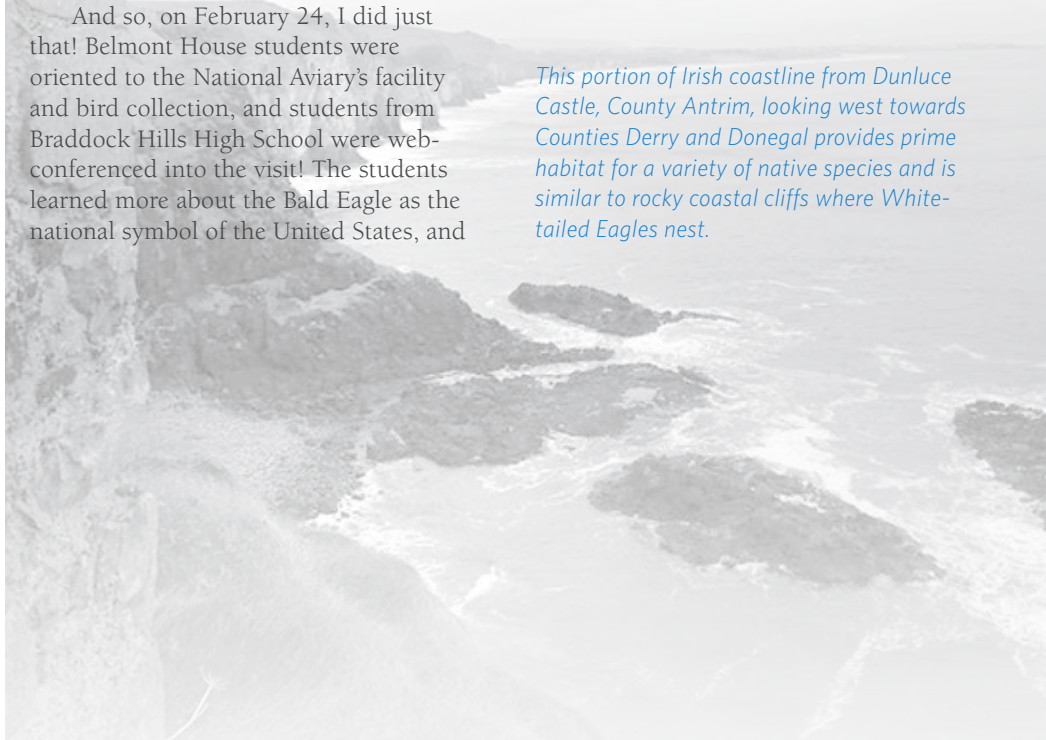 And so, on February 24, I did just
that! Belmont House students were
oriented to the National Aviary’s facility
and bird collection, and students from
Braddock Hills High School were web-
conferenced into the visit! The students
learned more about the Bald Eagle as the
national symbol of the United States, and
This portion of Irish coastline from Dunluce
Castle, County Antrim, looking west towards
Counties Derry and Donegal provides prime
habitat for a variety of native species and is
similar to rocky coastal cliffs where White-
tailed Eagles nest.